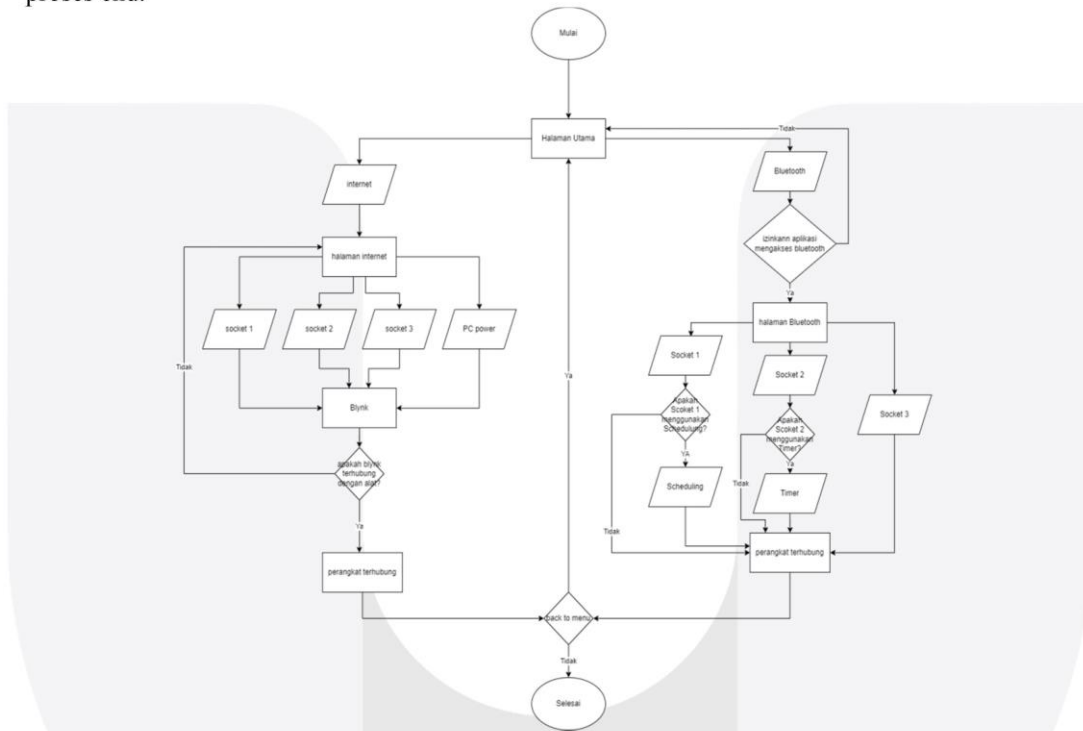 Mulai
Halaman Utama
Tidak
internet
Bluetooth
izinkann aplikasi
mengakses bluetooth
Ya
halaman internet
socket 1
socket 2
socket 3
PC power
Tidak
Blynk
apakah blynk
terhubung
dengan alat?
Ya
perangkat terhubung
Ya
halaman Bluetooth
Socket 1
Socket 2
Socket 3
Apakah
Scoket 1
menggunakan
Schedulung?
YA
Scheduling
Tidak
Apakah
Scoket 2
menggunakan
Timer?
Ya
Timer
Tidak
perangkat terhubung
back to menu
Tidak
Selesai